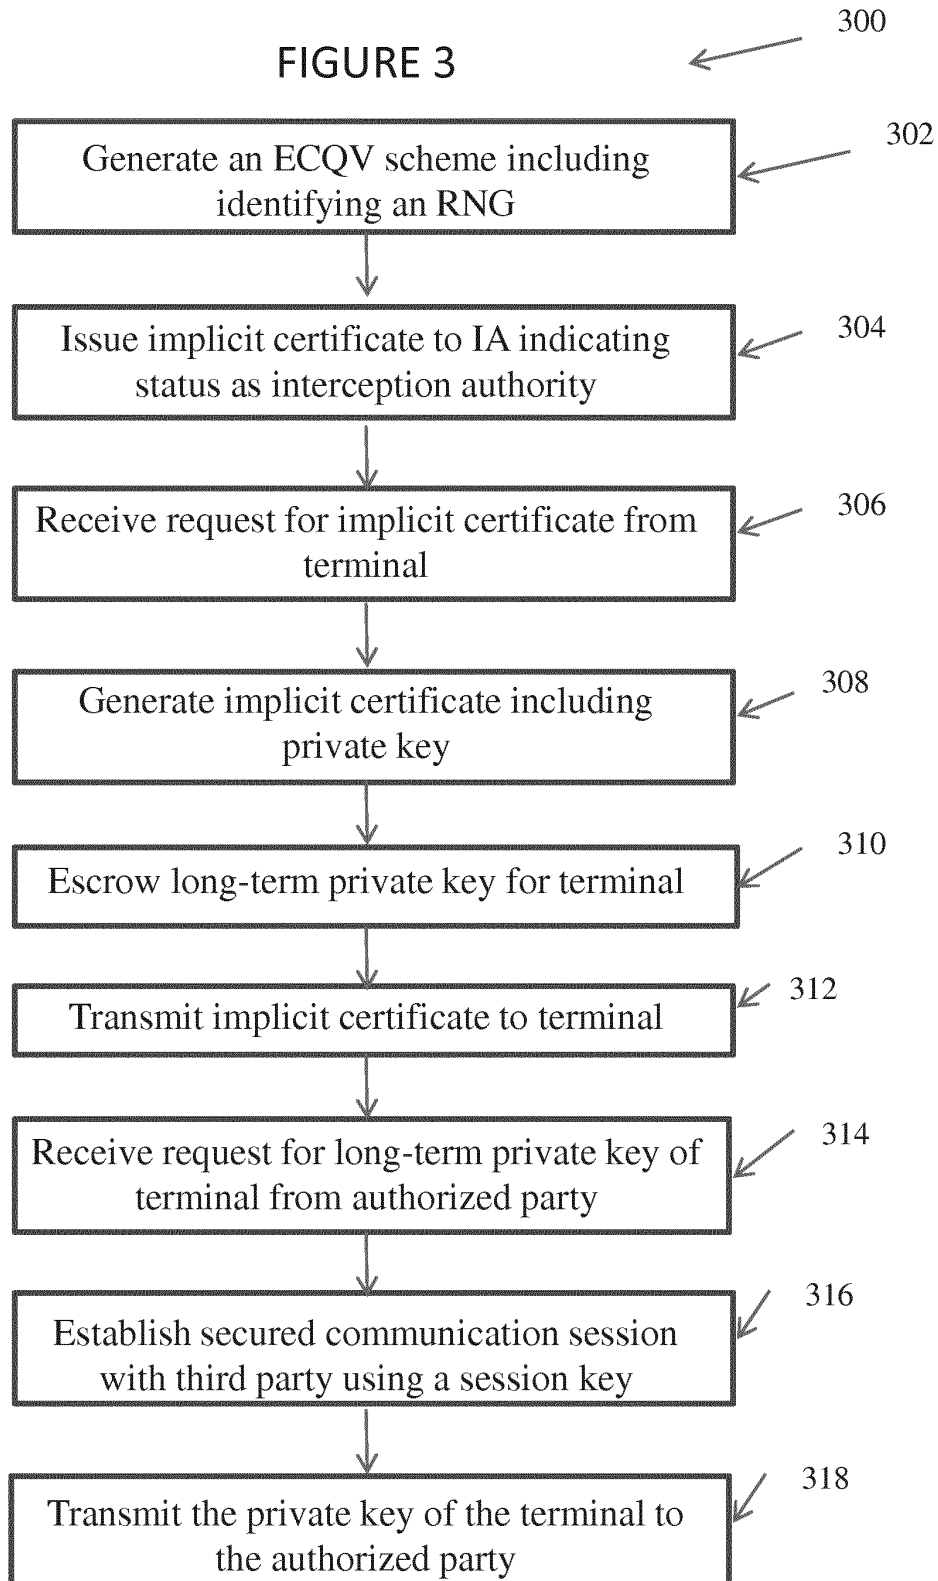 300
FIGURE 3
302
Generate an ECQV scheme including
identifying an RNG
304
Issue implicit certificate to IA indicating
status as interception authority
306
Receive request for implicit certificate from
terminal
308
Generate implicit certificate including
private key
310
Escrow long-term private key for terminal
312
Transmit implicit certificate to terminal
314
Receive request for long-term private key of
terminal from authorized party
316
Establish secured communication session
with third party using a session key
318
Transmit the private key of the terminal to
the authorized party